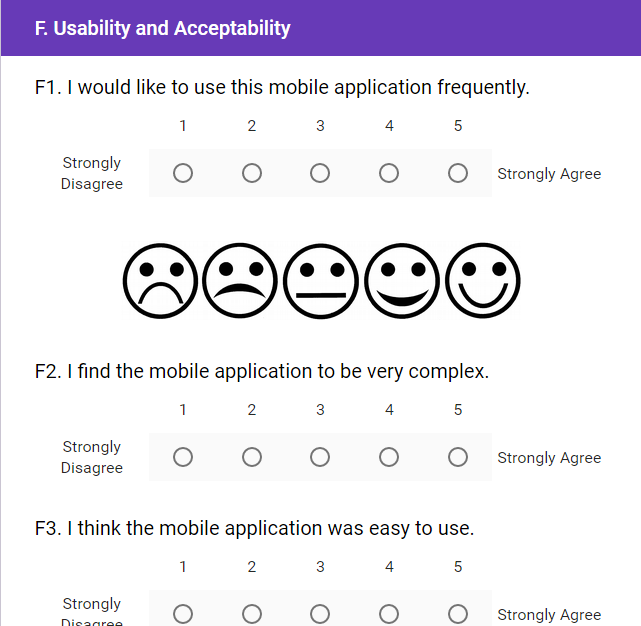 F. Usability and Acceptability
F1. I would like to use this mobile application frequently.
1 2 3 4 5
Strongly
Disagree
Strongly Agree
F2. I find the mobile application to be very complex.
1 2 3 4 5
Strongly
Disagree
Strongly Agree
F3. I think the mobile application was easy to use.
1 2 3 4 5
Strongly
Disagree
Strongly Agree